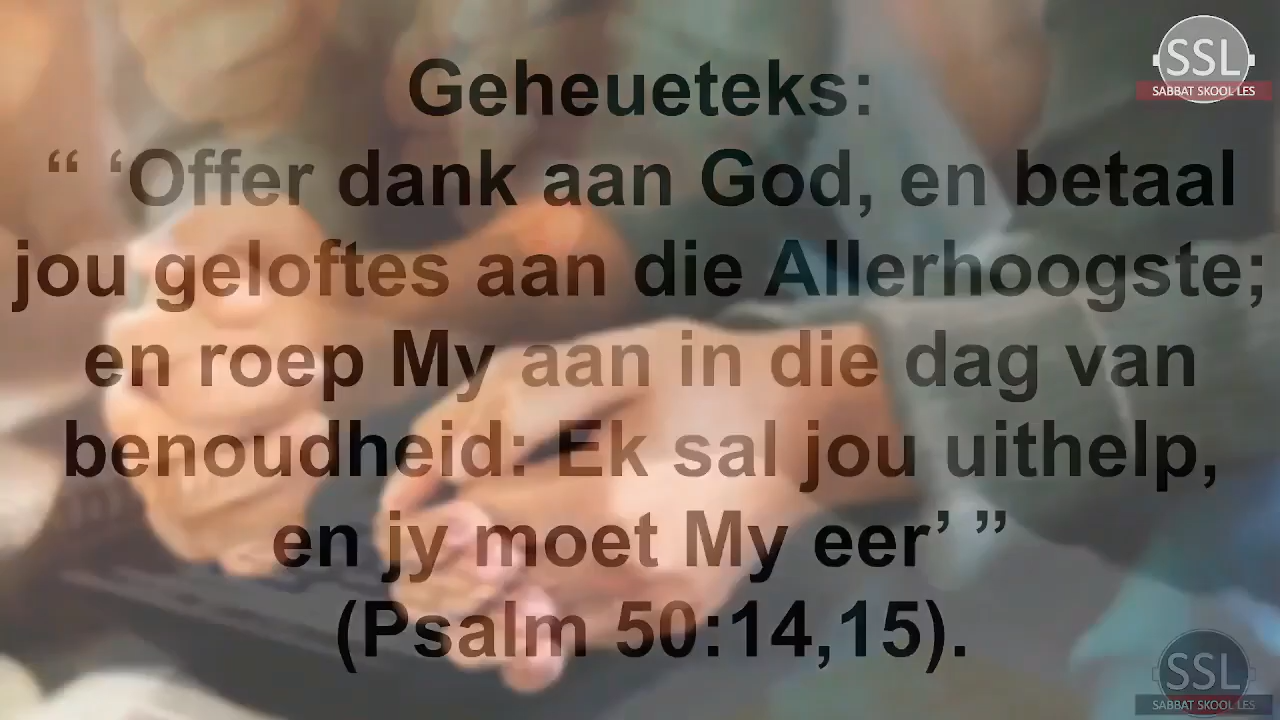 SSL
SABBAT SKOOL LES
Geheueteks:
“ ‘Offer dank aan God, en betaal
jou geloftes aan die Allerhoogste;
en roep My aan in die dag van
benoudheid: Ek sal jou uithelp,
en jy moet My eer’ ”
(Psalm 50:14,15).
SSL
SABBAT SKOOL LES